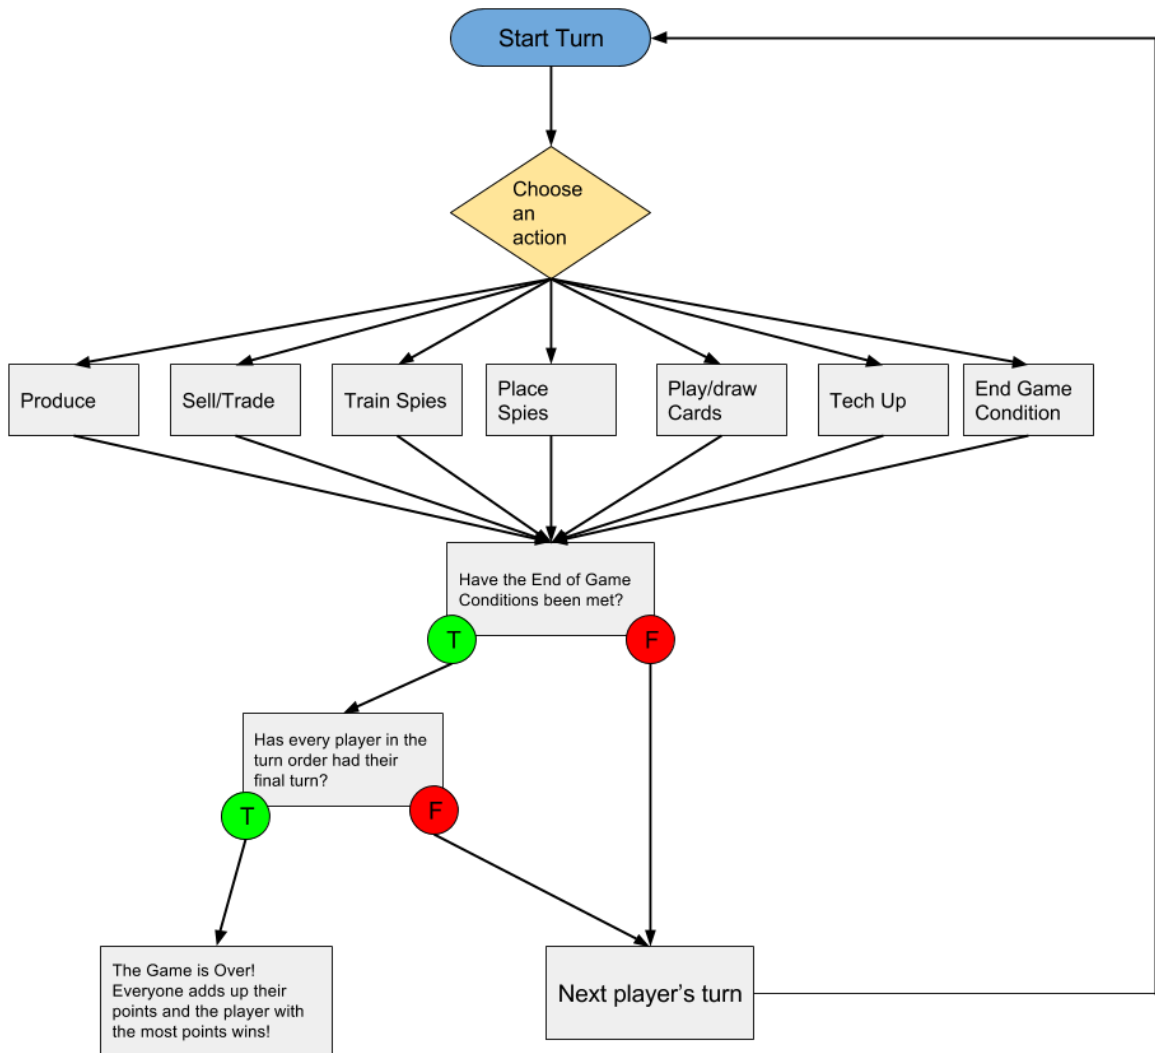 Start Turn
Choose
an
action
Produce
Sell/Trade
Train Spies
Place
Spies
Play/draw
Cards
Tech Up
End Game
Condition
Have the End of Game
Conditions been met?
T
F
Has every player in the
turn order had their
final turn?
T
F
The Game is Over!
Everyone adds up their
points and the player with
the most points wins!
Next player's turn